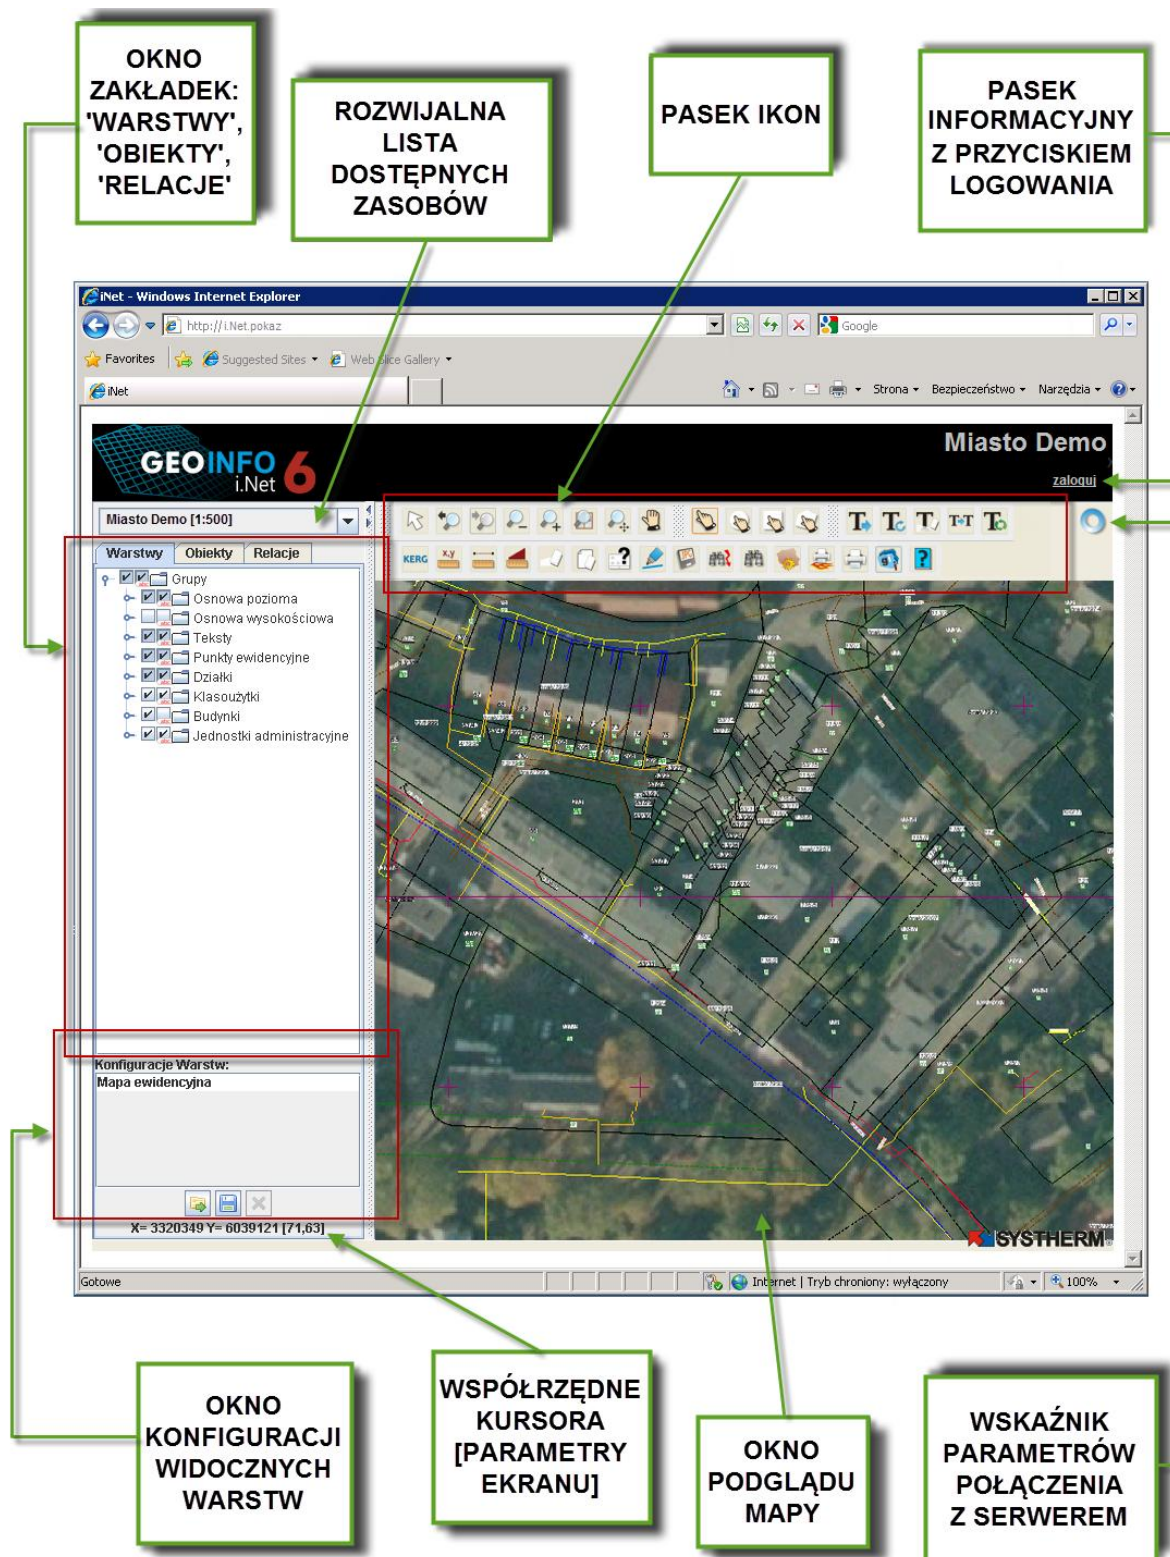 OKNO
ZAKŁADEK:
'WARSTWY',
'OBIEKTY',
'RELACJE'
ROZWIJALNA
LISTA
DOSTĘPNYCH
ZASOBÓW
PASEK IKON
PASEK
INFORMACYJNY
Z PRZYCISKIEM
LOGOWANIA
iNet - Windows Internet Explorer
http://i.Net.pokaz
Google
Favorites
Suggested Sites
Web Slice Gallery
iNet
Strona
Bezpieczeństwo
Narzędzia
GEOINFO 6
i.Net
Miasto Demo
zaloguj
Miasto Demo [1:500]
Warstwy
Obiekty
Relacje
KERG
x,y
Grupy
Osnowa pozioma
Osnowa wysokościowa
Teksty
Punkty ewidencyjne
Działki
Klasoużytki
Budynki
Jednostki administracyjne
Konfiguracje Warstw:
Mapa ewidencyjna
X= 3320349 Y= 6039121 [71,63]
SYSTHERM
Gotowe
Internet | Tryb chroniony: wyłączony
100%
OKNO
KONFIGURACJI
WIDOCZNYCH
WARSTW
WSPÓŁRZĘDNE
KURSORA
[PARAMETRY
EKRANU]
OKNO
PODGLĄDU
MAPY
WSKAŹNIK
PARAMETRÓW
POŁĄCZENIA
Z SERWEREM